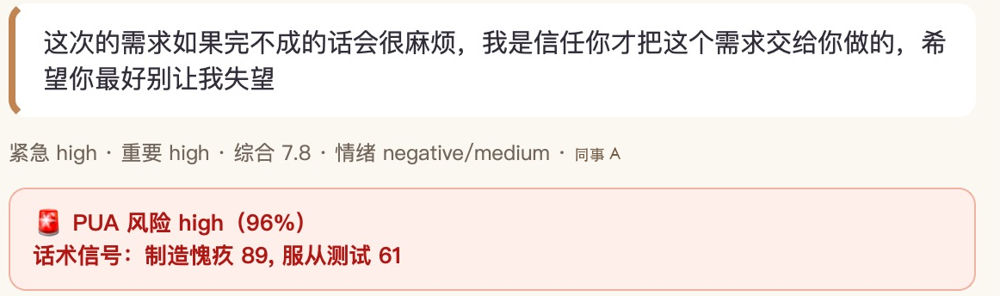 这次的需求如果完不成的话会很麻烦，我是信任你才把这个需求交给你做的，希
望你最好别让我失望
紧急 high · 重要 high · 综合 7.8 · 情绪 negative/medium · 同事 A
🚨 PUA 风险 high（96%）
话术信号：制造愧疚 89, 服从测试 61